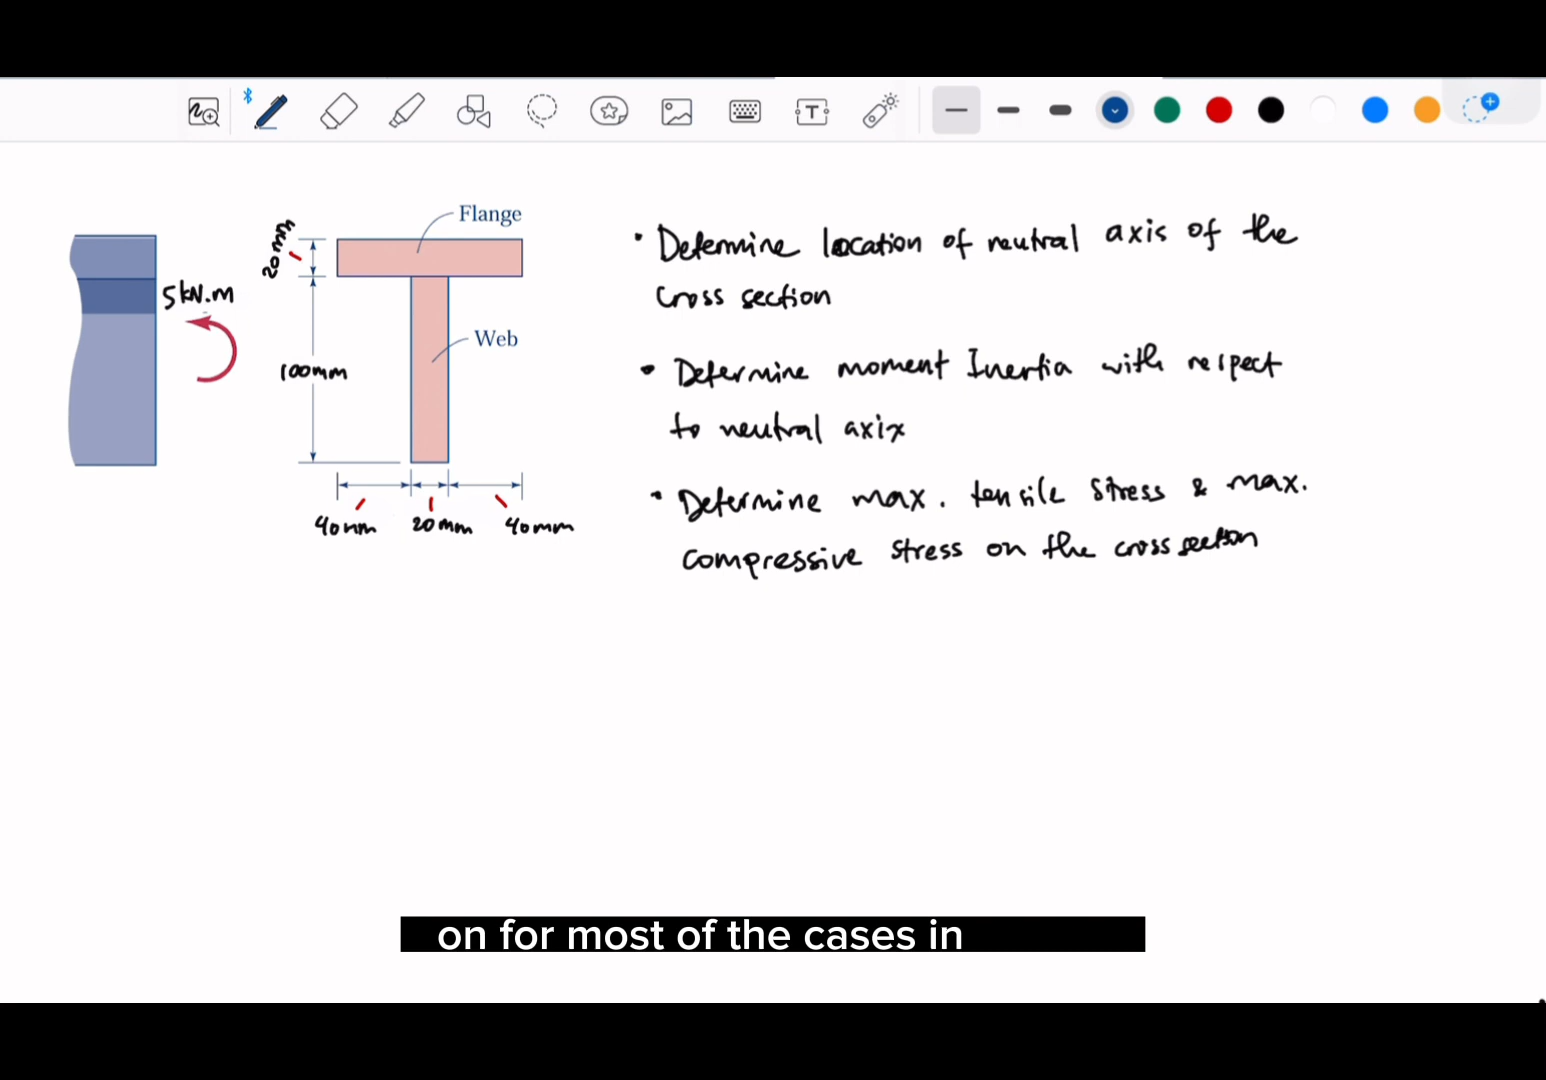 20mm
Flange
5kN.m
Web
100mm
40mm 20mm 40mm
• Determine location of neutral axis of the
cross section
• Determine moment Inertia with respect
to neutral axix
• Determine max. tensile stress & max.
compressive stress on the cross section
on for most of the cases in